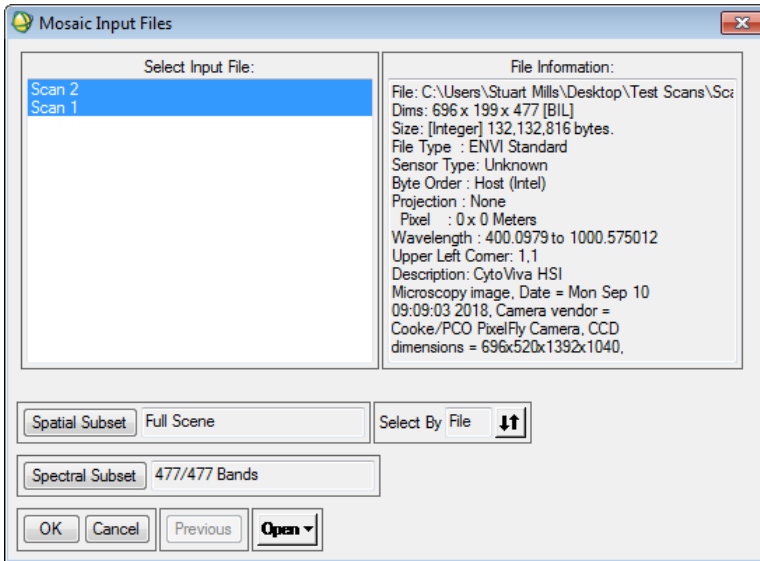 Mosaic Input Files
Select Input File:
Scan 2
Scan 1
File Information:
File: C:\Users\Stuart Mills\Desktop\Test Scans\Sca
Dims: 696 x 199 x 477 [BIL]
Size: [Integer] 132,132,816 bytes.
File Type : ENVI Standard
Sensor Type: Unknown
Byte Order : Host (Intel)
Projection : None
Pixel : 0 x 0 Meters
Wavelength : 400.0979 to 1000.575012
Upper Left Corner: 1,1
Description: CytoViva HSI
Microscopy image, Date = Mon Sep 10
09:09:03 2018, Camera vendor =
Cooke/PCO PixelFly Camera, CCD
dimensions = 696x520x1392x1040,
Spatial Subset Full Scene
Select By File
Spectral Subset 477/477 Bands
OK Cancel Previous Open